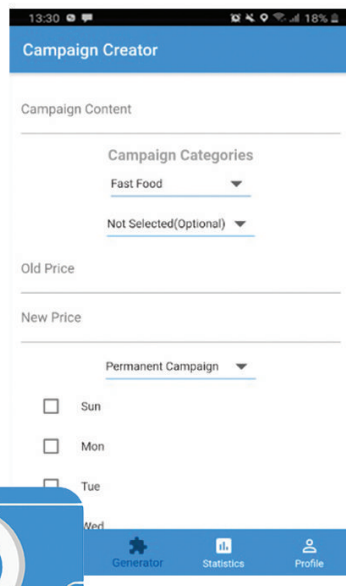 13:30 18%
Campaign Creator
Campaign Content
Campaign Categories
Fast Food
Not Selected(Optional)
Old Price
New Price
Permanent Campaign
Sun
Mon
Tue
Wed
Generator Statistics Profile